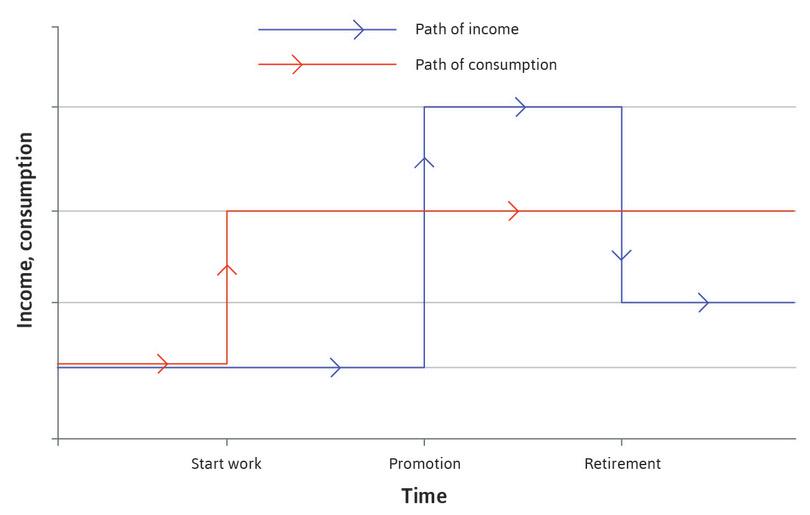 Path of income
Path of consumption
Income, consumption
Start work
Promotion
Retirement
Time